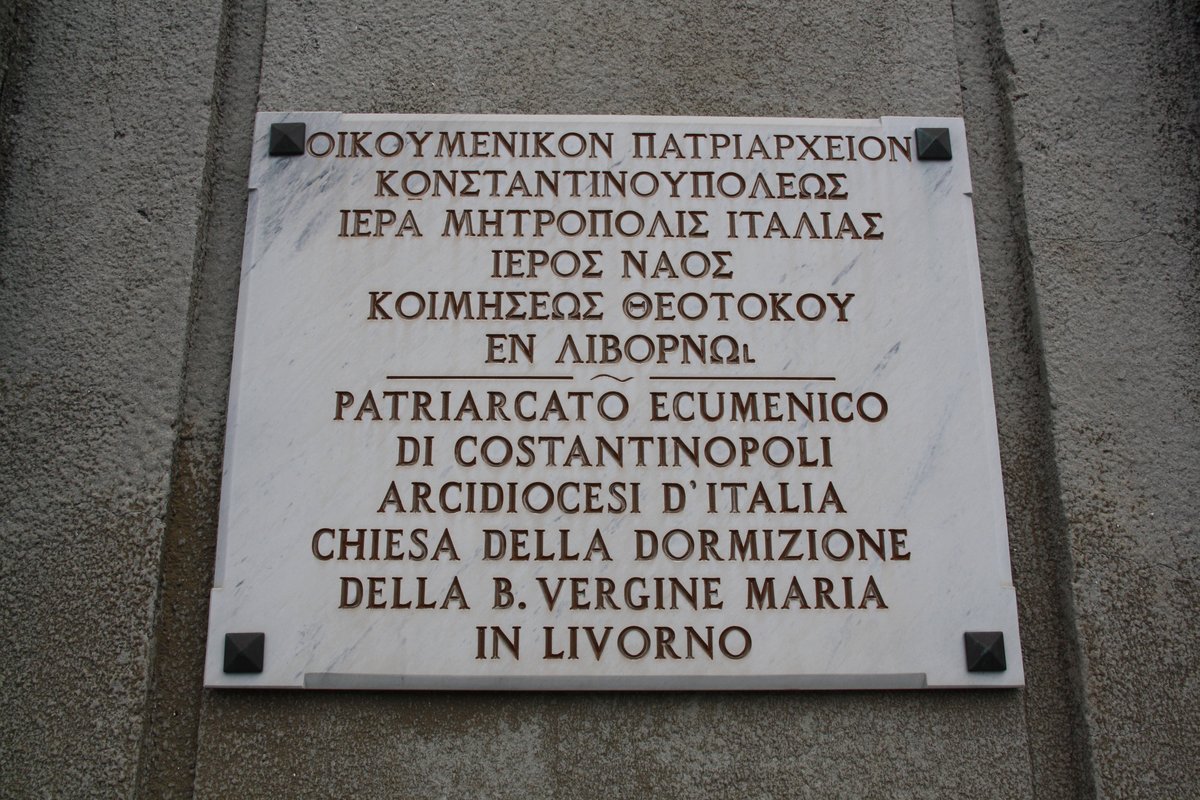 ΟΙΚΟΥΜΕΝΙΚΟΝ ΠΑΤΡΙΑΡΧΕΙΟΝ
ΚΩΝΣΤΑΝΤΙΝΟΥΠΟΛΕΩΣ
ΙΕΡΑ ΜΗΤΡΟΠΟΛΙΣ ΙΤΑΛΙΑΣ
ΙΕΡΟΣ ΝΑΟΣ
ΚΟΙΜΗΣΕΩΣ ΘΕΟΤΟΚΟΥ
ΕΝ ΛΙΒΟΡΝΩι
PATRIARCATO ECUMENICO
DI COSTANTINOPOLI
ARCIDIOCESI D'ITALIA
CHIESA DELLA DORMIZIONE
DELLA B. VERGINE MARIA
IN LIVORNO